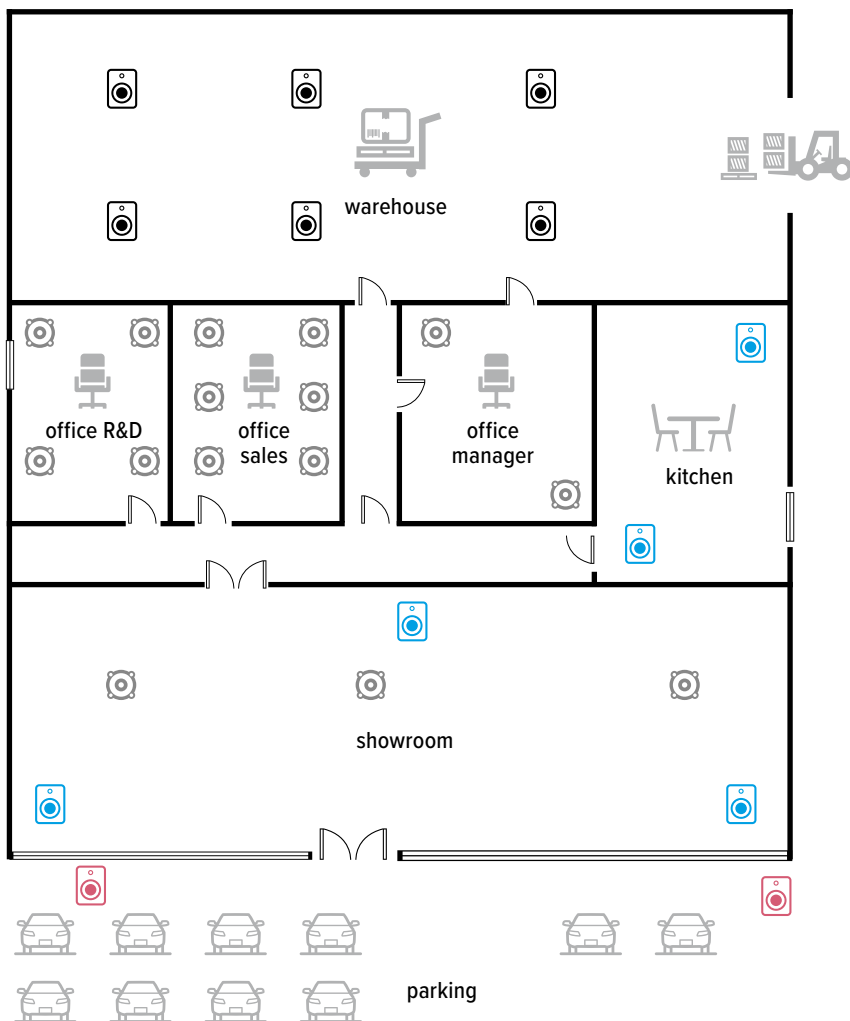 warehouse
office R&D
office
sales
office
manager
kitchen
showroom
parking